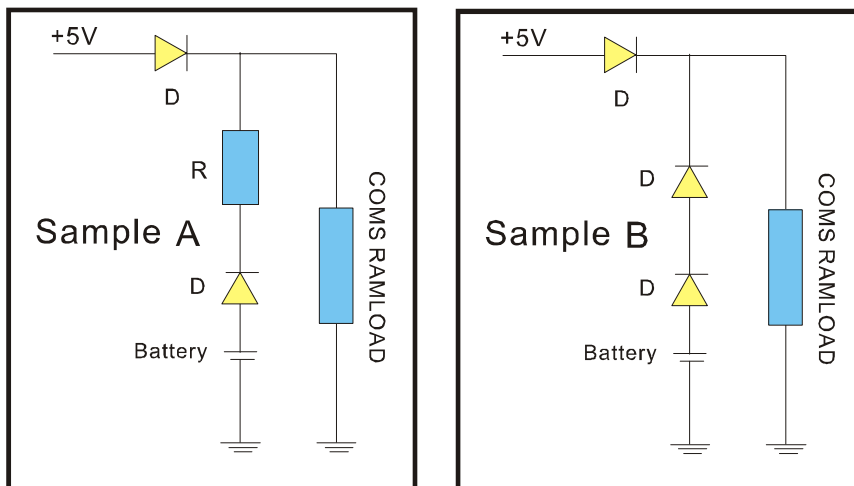 +5V
D
R
Sample A
D
Battery
COMS RAMLOAD
+5V
D
D
Sample B
D
Battery
COMS RAMLOAD